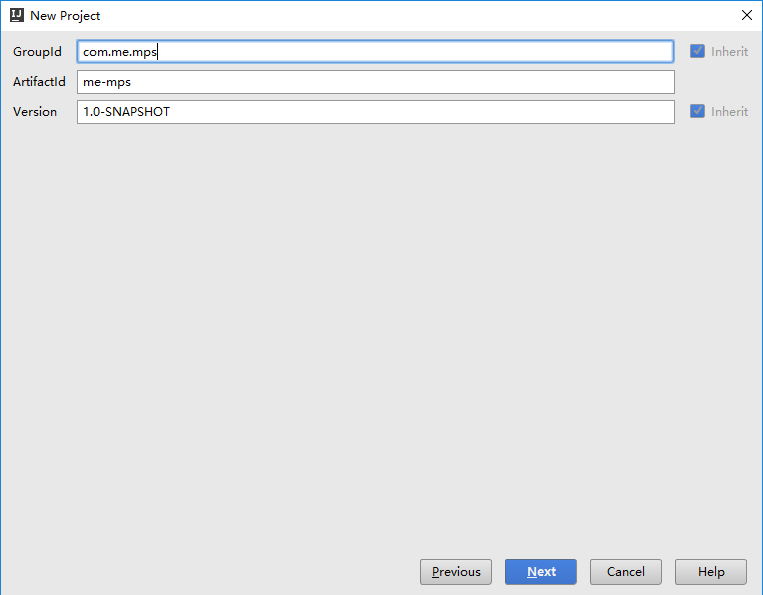 New Project
GroupId com.me.mps Inherit
ArtifactId me-mps
Version 1.0-SNAPSHOT Inherit
Previous Next Cancel Help